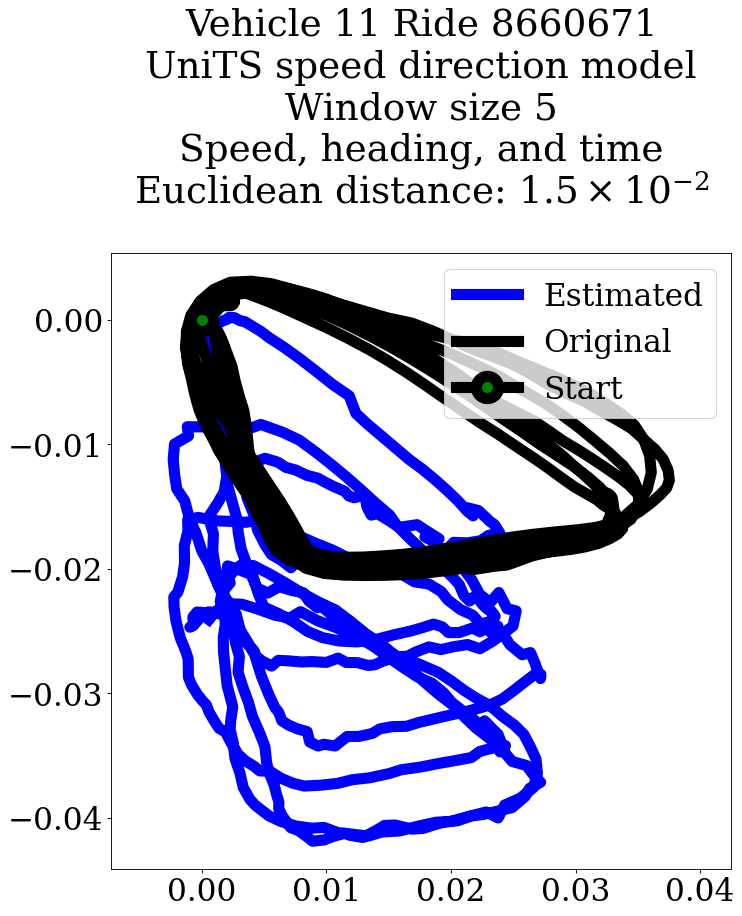 Vehicle 11 Ride 8660671
UniTS speed direction model
Window size 5
Speed, heading, and time
Euclidean distance: 1.5 × 10⁻²
Estimated
Original
Start
0.00
−0.01
−0.02
−0.03
−0.04
0.00 0.01 0.02 0.03 0.04